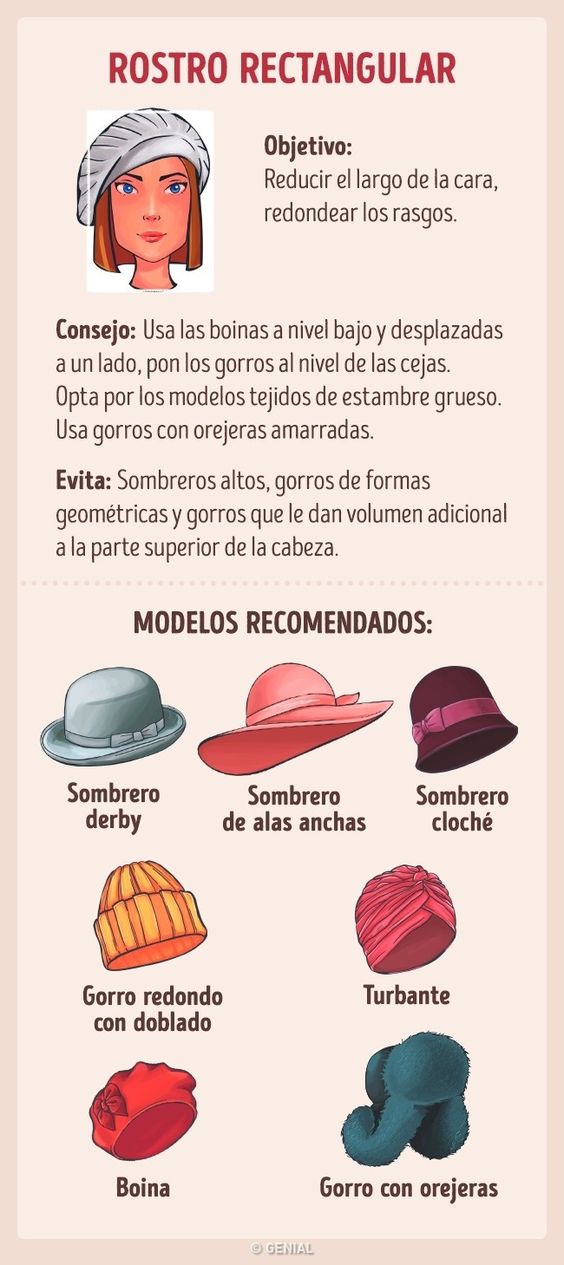 ROSTRO RECTANGULAR
Objetivo:
Reducir el largo de la cara,
redondear los rasgos.
Consejo: Usa las boinas a nivel bajo y desplazadas
a un lado, pon los gorros al nivel de las cejas.
Opta por los modelos tejidos de estambre grueso.
Usa gorros con orejeras amarradas.
Evita: Sombreros altos, gorros de formas
geométricas y gorros que le dan volumen adicional
a la parte superior de la cabeza.
MODELOS RECOMENDADOS:
Sombrero
derby
Sombrero
de alas anchas
Sombrero
cloché
Gorro redondo
con doblado
Turbante
Boina
Gorro con orejeras
© GENIAL